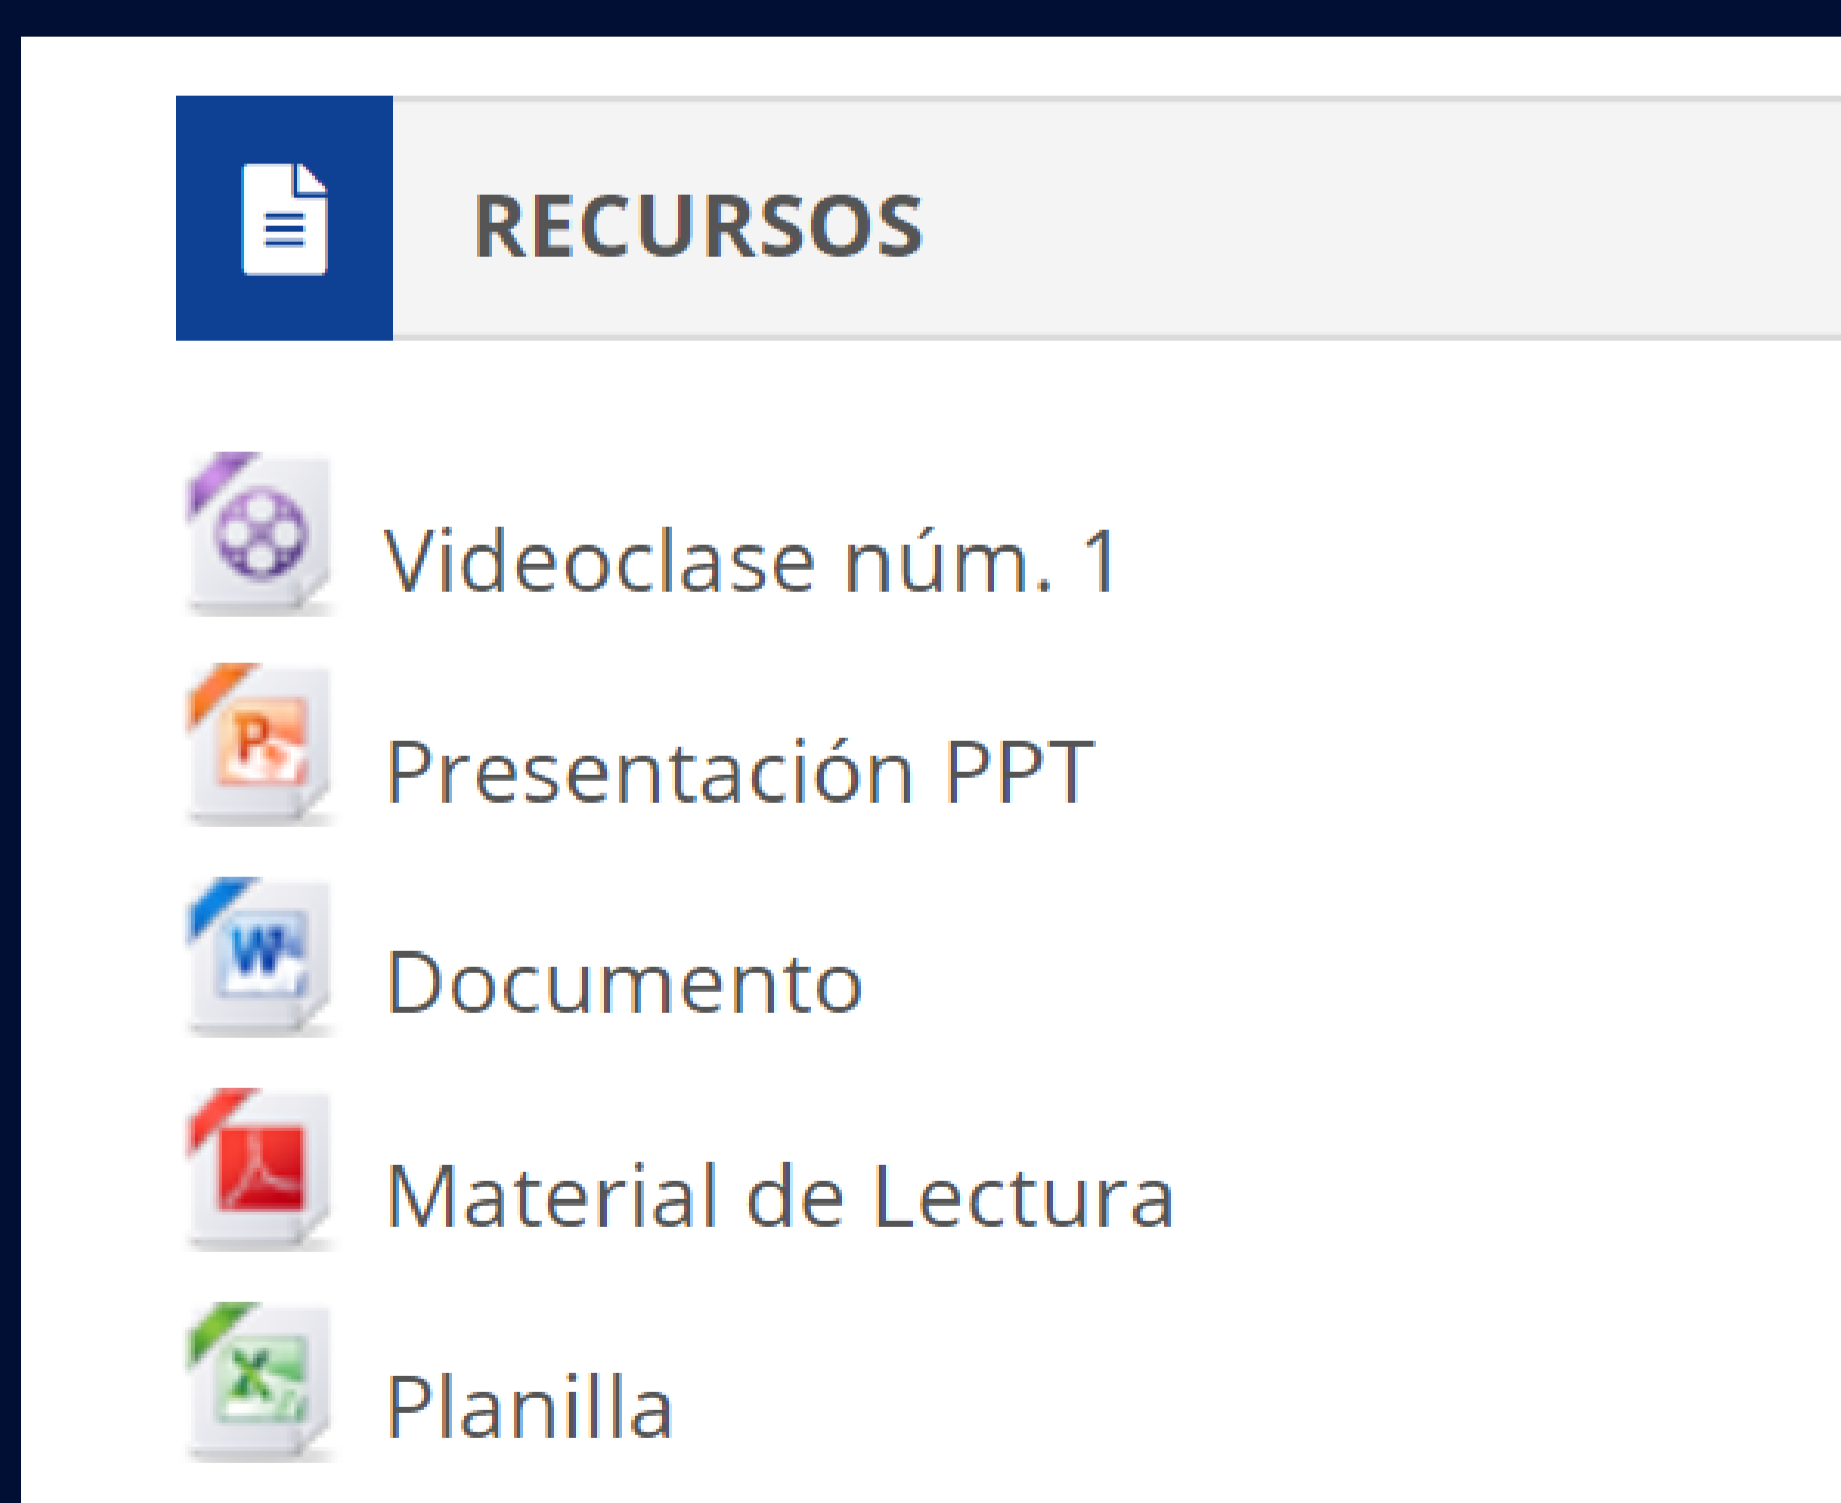 RECURSOS
Videoclase núm. 1
Presentación PPT
Documento
Material de Lectura
Planilla